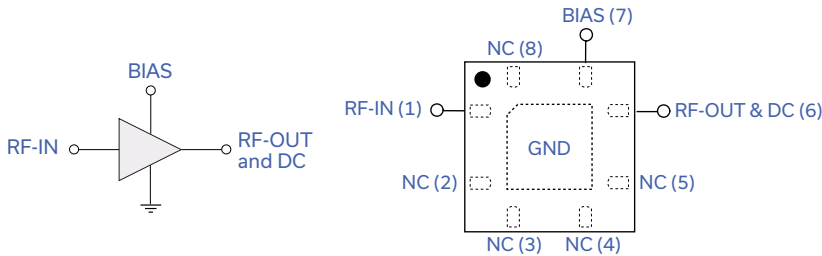 BIAS
RF-IN
RF-OUT
and DC
BIAS (7)
NC (8)
RF-IN (1)
RF-OUT & DC (6)
GND
NC (2)
NC (5)
NC (3)
NC (4)